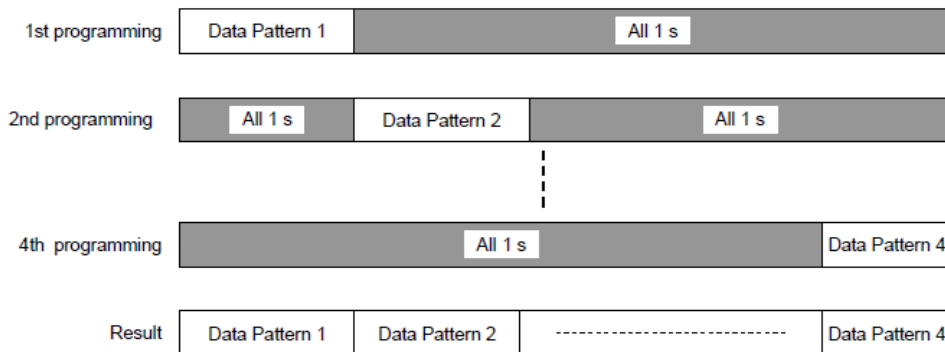 1st programming Data Pattern 1 All 1 s
2nd programming All 1 s Data Pattern 2 All 1 s
4th programming All 1 s Data Pattern 4
Result Data Pattern 1 Data Pattern 2 Data Pattern 4